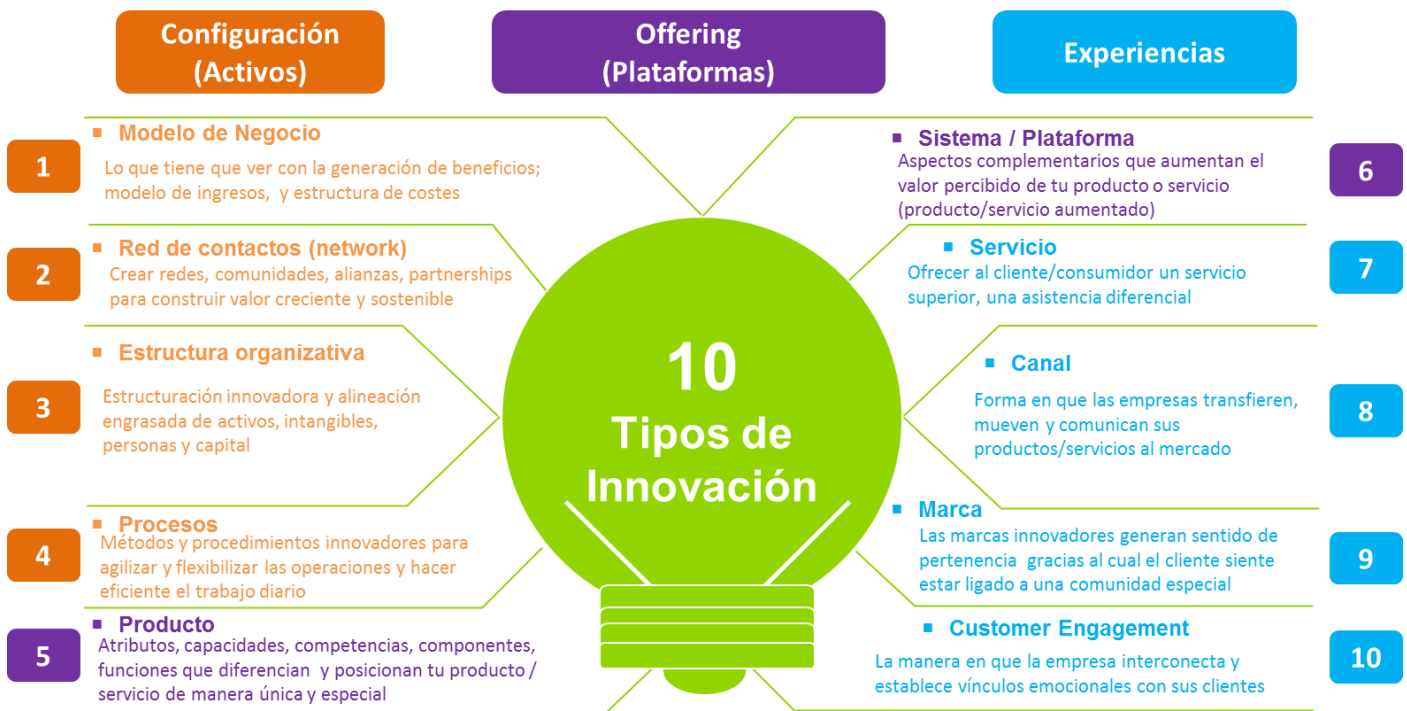 Configuración
(Activos)
Offering
(Plataformas)
Experiencias
1
▪ Modelo de Negocio
Lo que tiene que ver con la generación de beneficios;
modelo de ingresos, y estructura de costes
2
▪ Red de contactos (network)
Crear redes, comunidades, alianzas, partnerships
para construir valor creciente y sostenible
3
▪ Estructura organizativa
Estructuración innovadora y alineación
engrasada de activos, intangibles,
personas y capital
4
▪ Procesos
Métodos y procedimientos innovadores para
agilizar y flexibilizar las operaciones y hacer
eficiente el trabajo diario
5
▪ Producto
Atributos, capacidades, competencias, componentes,
funciones que diferencian y posicionan tu producto /
servicio de manera única y especial
10
Tipos de
Innovación
▪ Sistema / Plataforma
Aspectos complementarios que aumentan el
valor percibido de tu producto o servicio
(producto/servicio aumentado)
6
▪ Servicio
Ofrecer al cliente/consumidor un servicio
superior, una asistencia diferencial
7
▪ Canal
Forma en que las empresas transfieren,
mueven y comunican sus
productos/servicios al mercado
8
▪ Marca
Las marcas innovadores generan sentido de
pertenencia gracias al cual el cliente siente
estar ligado a una comunidad especial
9
▪ Customer Engagement
La manera en que la empresa interconecta y
establece vínculos emocionales con sus clientes
10